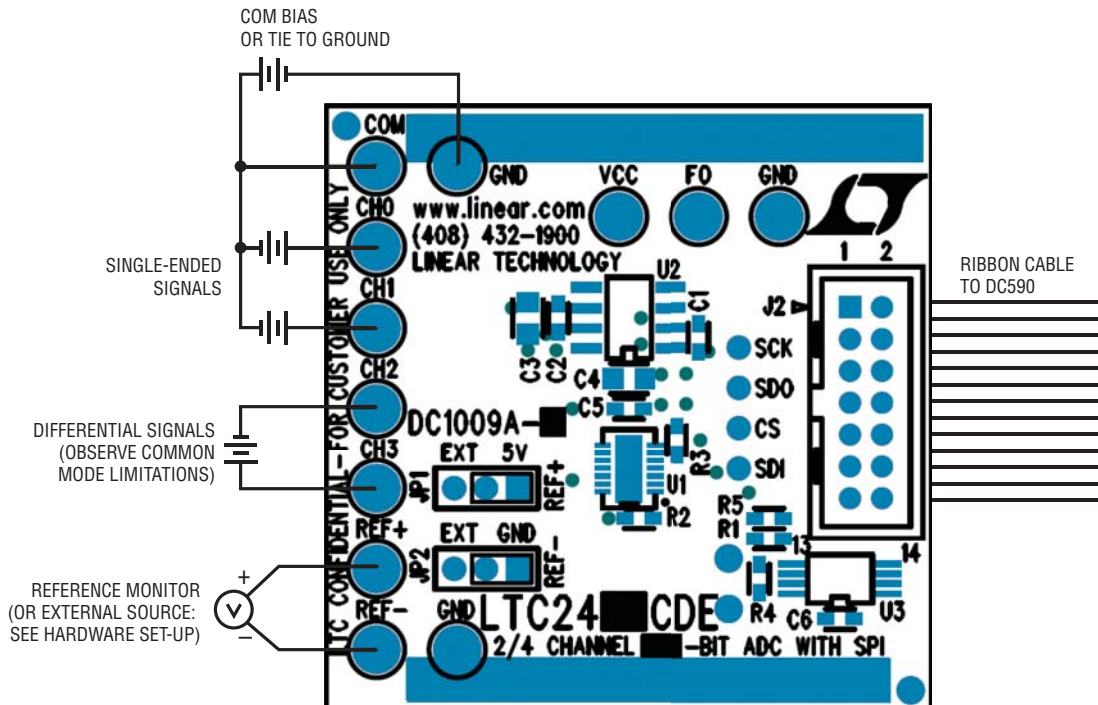 COM BIAS
OR TIE TO GROUND
COM
GND
VCC
FO
GND
CH0
www.linear.com
(408) 432-1900
LINEAR TECHNOLOGY
1 2
SINGLE-ENDED
SIGNALS
CH1
U2
C1
J2
RIBBON CABLE
TO DC590
C3
C2
C4
C5
SCK
SDO
CS
SDI
CH2
DC1009A-
DIFFERENTIAL SIGNALS
(OBSERVE COMMON
MODE LIMITATIONS)
CH3
JP1
EXT 5V
REF+
R3
U1
R2
R5
R1
13
14
REF+
JP2
EXT GND
REF-
REFERENCE MONITOR
(OR EXTERNAL SOURCE:
SEE HARDWARE SET-UP)
+
V
–
REF-
GND
LTC24 CDE
R4
C6
U3
2/4 CHANNEL -BIT ADC WITH SPI
LTC CONFIDENTIAL-FOR CUSTOMER USE ONLY